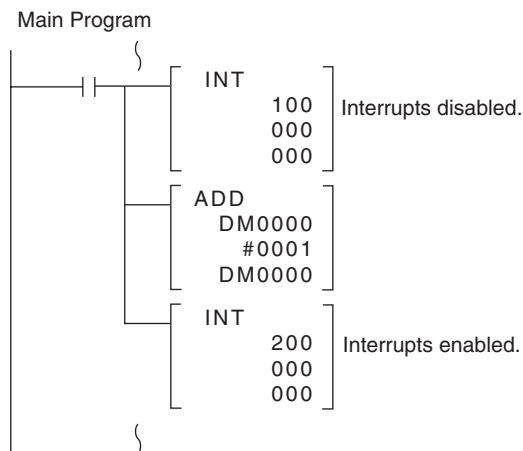 Main Program
INT
100
000
000
Interrupts disabled.
ADD
DM0000
#0001
DM0000
INT
200
000
000
Interrupts enabled.